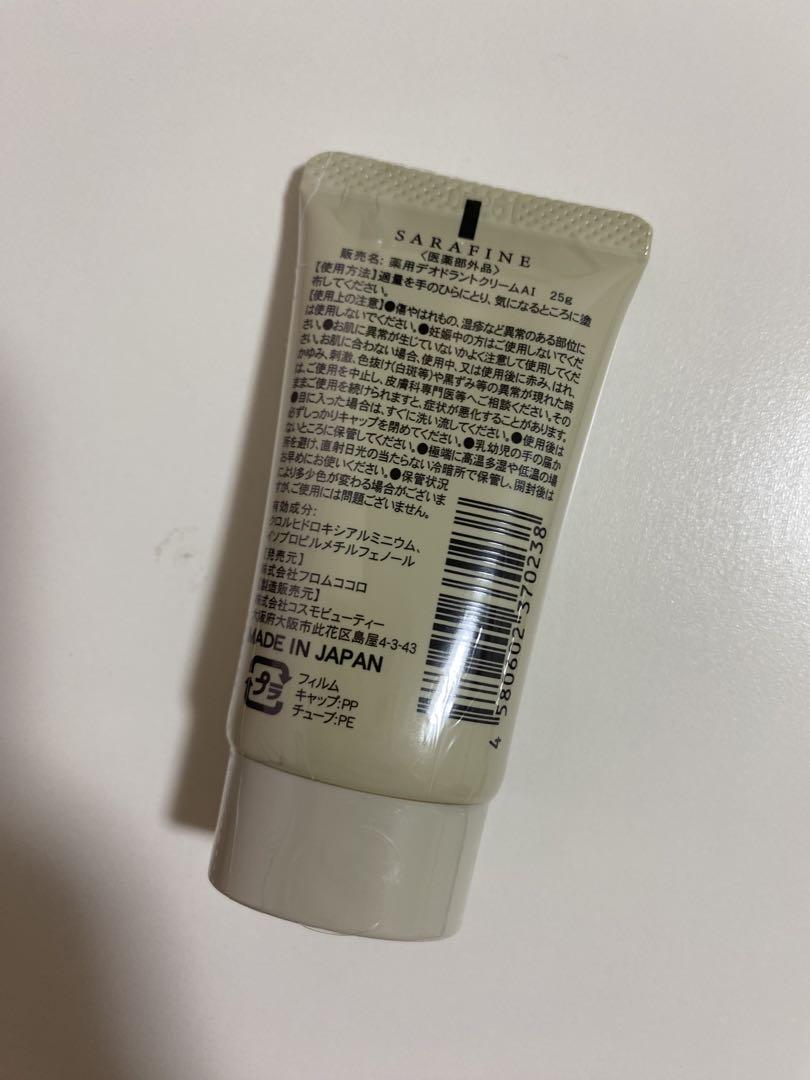 SARAFINE
〈医薬部外品〉
販売名: 薬用デオドラントクリームAI 25g
【使用方法】適量を手のひらにとり、気になるところに塗
布してください。
【使用上の注意】●傷やはれもの、湿疹など異常のある部位に
は使用しないでください。●妊娠中の方はご使用しないでくだ
さい。●お肌に異常が生じていないかよく注意して使用してくだ
さい。お肌に合わない場合、使用中、又は使用後に赤み、はれ、
かゆみ、刺激、色抜け(白斑等)や黒ずみ等の異常が現れた時
は、ご使用を中止し、皮膚科専門医等へご相談ください。その
ままご使用を続けられますと、症状が悪化することがあります。
●目に入った場合は、すぐに洗い流してください。●使用後は
必ずしっかりキャップを閉めてください。●乳幼児の手の届か
ないところに保管してください。●極端に高温多湿や低温の場
所を避け、直射日光の当たらない冷暗所で保管し、開封後は
お早めにお使いください。●保管状況
により多少色が変わる場合がございま
すが、ご使用には問題ございません。
有効成分:
クロルヒドロキシアルミニウム、
イソプロピルメチルフェノール
【発売元】
株式会社フロムココロ
【製造販売元】
株式会社コスモビューティー
大阪府大阪市此花区島屋4-3-43
MADE IN JAPAN
プラ
フィルム
キャップ:PP
チューブ:PE
4 580602 370238